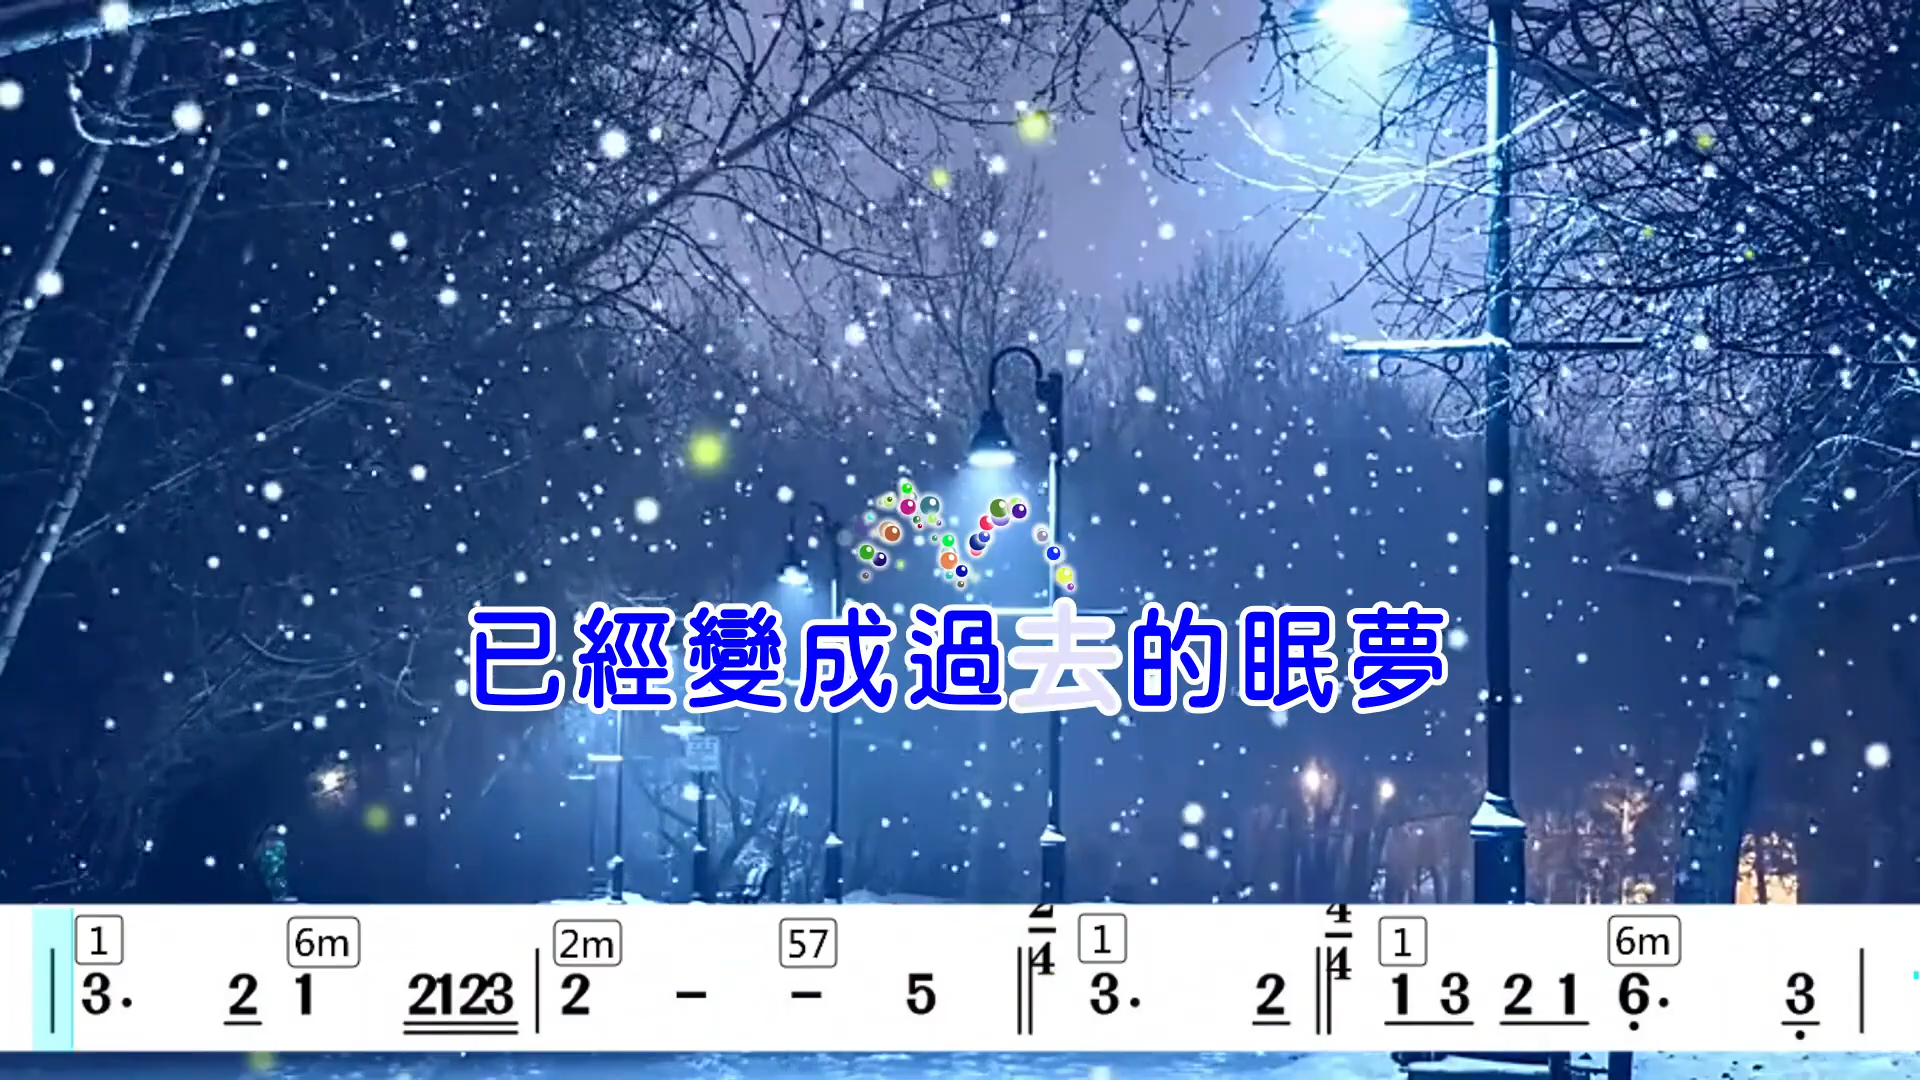 已經變成過去的眠夢
1 6m 2m 57 2/4 1 4/4 1 6m
3. 2 1 2123 | 2 - - 5 || 3. 2 || 1 3 2 1 6. 3 |